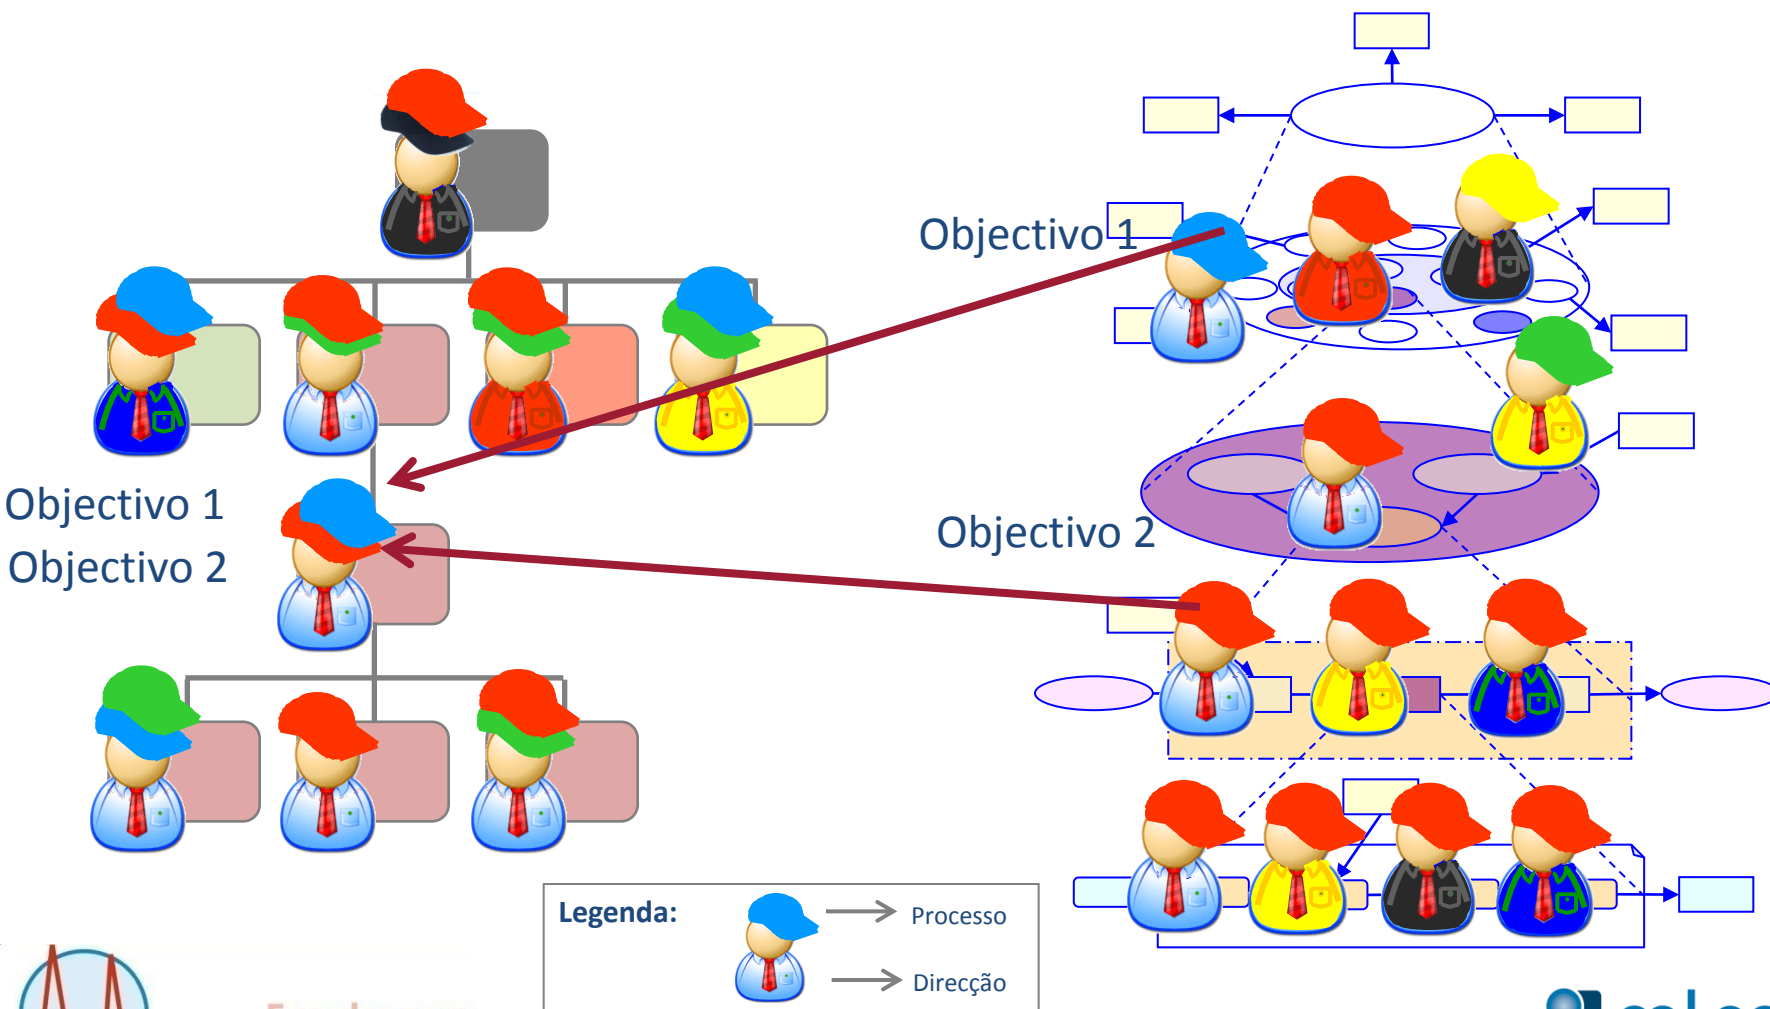 Objectivo 1
Objectivo 1
Objectivo 2
Objectivo 2
Legenda:
Processo
Direcção